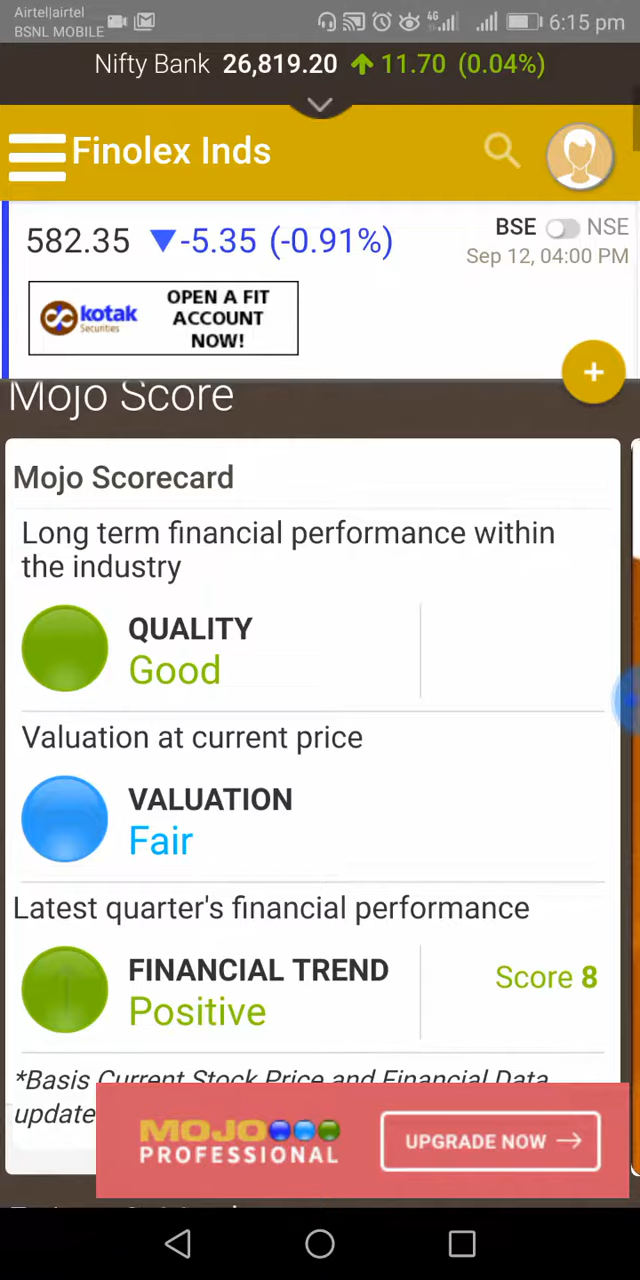 Airtel|airtel
BSNL MOBILE
4G
6:15 pm
Nifty Bank 26,819.20 11.70 (0.04%)
Finolex Inds
582.35 ▼-5.35 (-0.91%)
BSE NSE
Sep 12, 04:00 PM
kotak
Securities
OPEN A FIT
ACCOUNT
NOW!
+
Mojo Score
Mojo Scorecard
Long term financial performance within
the industry
QUALITY
Good
Valuation at current price
VALUATION
Fair
Latest quarter's financial performance
FINANCIAL TREND
Positive
Score 8
*Basis Current Stock Price and Financial Data
update
MOJO
PROFESSIONAL
UPGRADE NOW →